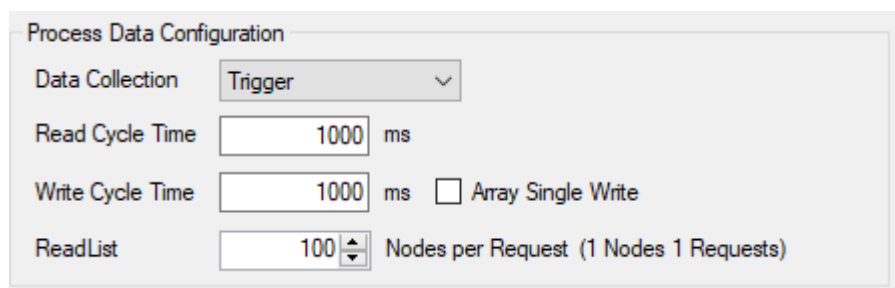 Process Data Configuration
Data Collection Trigger
Read Cycle Time 1000 ms
Write Cycle Time 1000 ms Array Single Write
ReadList 100 Nodes per Request (1 Nodes 1 Requests)